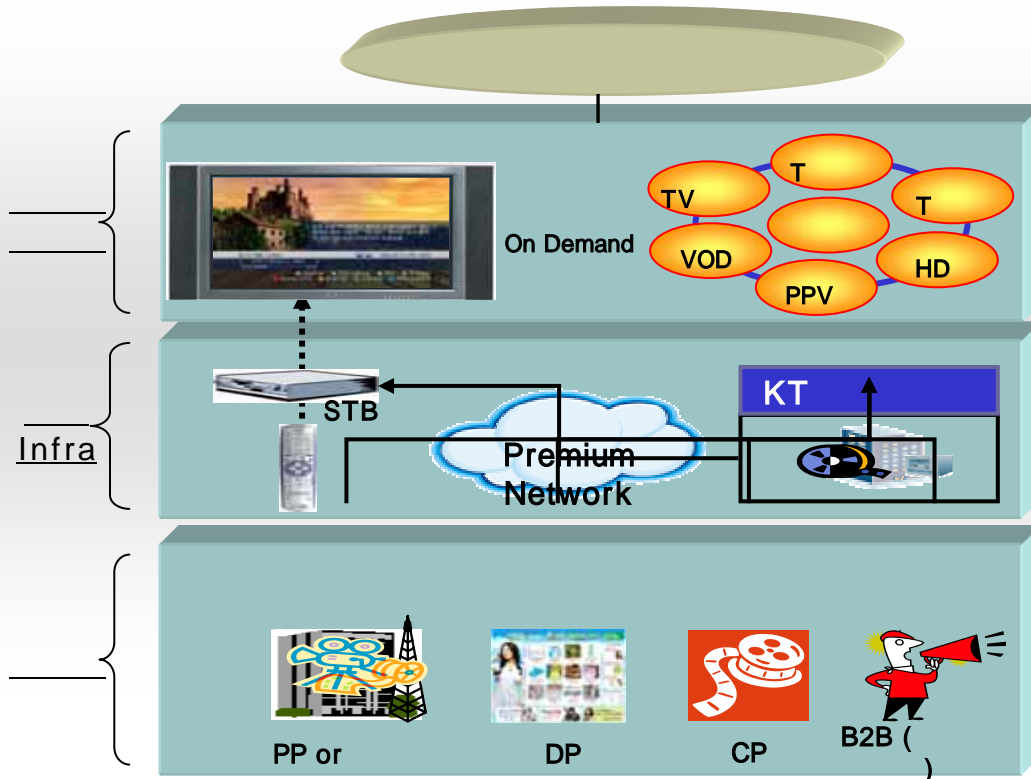 T
TV
T
On Demand
VOD
HD
PPV
KT
STB
Infra
Premium
Network
PP or
DP
CP
B2B (
)